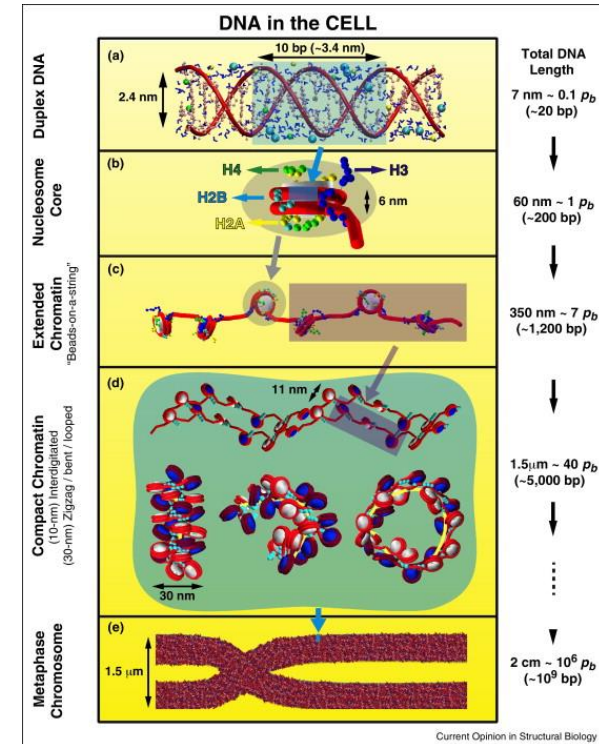 DNA in the CELL
Duplex DNA
(a)
10 bp (~3.4 nm)
2.4 nm
Total DNA
Length
7 nm ~ 0.1 pb
(~20 bp)
Nucleosome
Core
(b)
H4
H3
H2B
6 nm
H2A
60 nm ~ 1 pb
(~200 bp)
Extended
Chromatin
"Beads-on-a-string"
(c)
350 nm ~ 7 pb
(~1,200 bp)
Compact Chromatin
(10-nm) Interdigitated
(30-nm) Zigzag / bent / looped
(d)
11 nm
30 nm
1.5μm ~ 40 pb
(~5,000 bp)
Metaphase
Chromosome
(e)
1.5 μm
2 cm ~ 10⁶ pb
(~10⁹ bp)
Current Opinion in Structural Biology